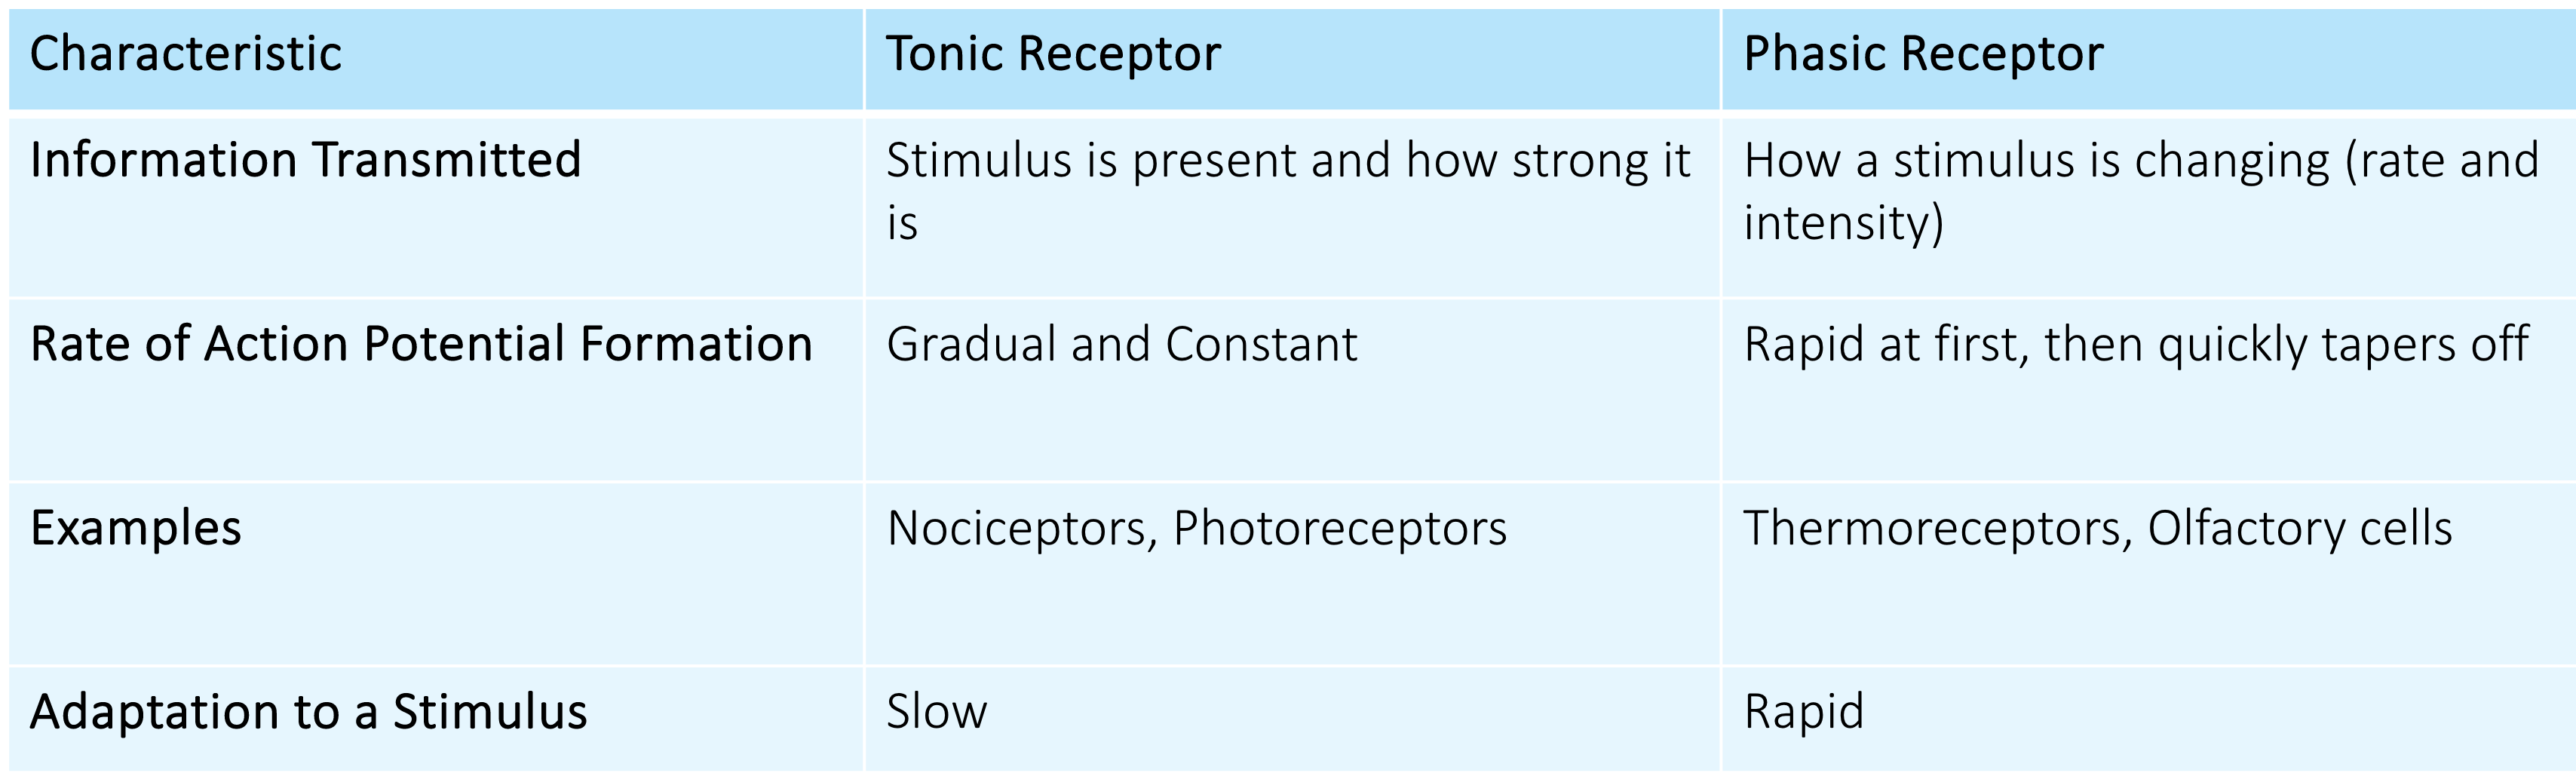 Characteristic
Tonic Receptor
Phasic Receptor
Information Transmitted
Stimulus is present and how strong it
is
How a stimulus is changing (rate and
intensity)
Rate of Action Potential Formation
Gradual and Constant
Rapid at first, then quickly tapers off
Examples
Nociceptors, Photoreceptors
Thermoreceptors, Olfactory cells
Adaptation to a Stimulus
Slow
Rapid